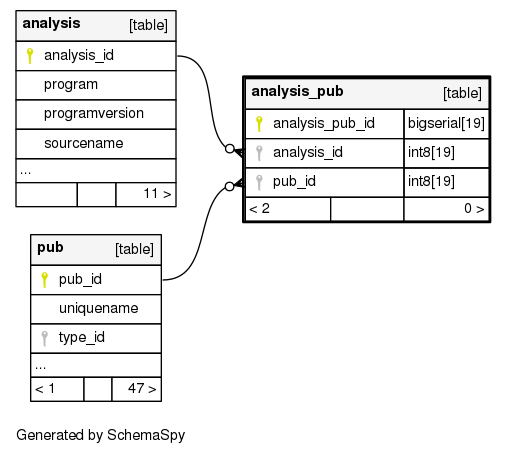 analysis [table]
analysis_id
program
programversion
sourcename
...
11 >
analysis_pub [table]
analysis_pub_id bigserial[19]
analysis_id int8[19]
pub_id int8[19]
< 2 0 >
pub [table]
pub_id
uniquename
type_id
...
< 1 47 >
Generated by SchemaSpy